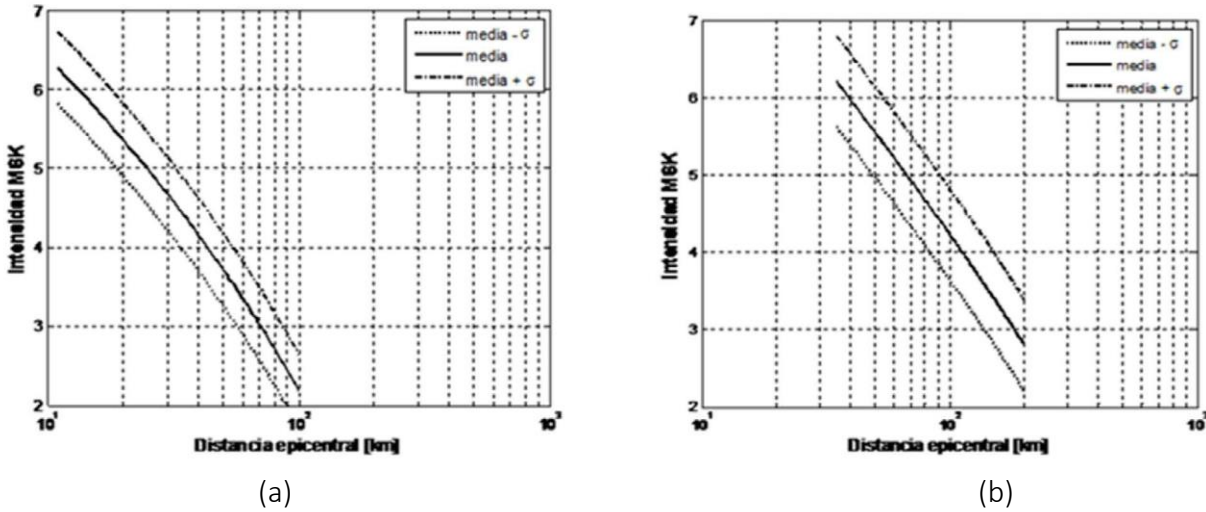 7
6
5
4
3
2
Intensidad MSK
media - σ
media
media + σ
10¹
10²
10³
Distancia epicentral [km]
(a)
7
6
5
4
3
2
Intensidad MSK
media - σ
media
media + σ
10¹
10²
Distancia epicentral [km]
(b)